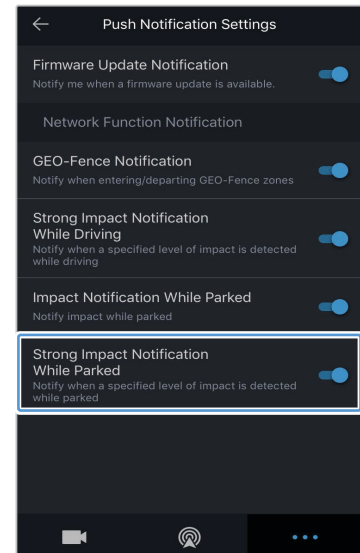 Push Notification Settings
Firmware Update Notification
Notify me when a firmware update is available.
Network Function Notification
GEO-Fence Notification
Notify when entering/departing GEO-Fence zones
Strong Impact Notification
While Driving
Notify when a specified level of impact is detected
while driving
Impact Notification While Parked
Notify impact while parked
Strong Impact Notification
While Parked
Notify when a specified level of impact is detected
while parked